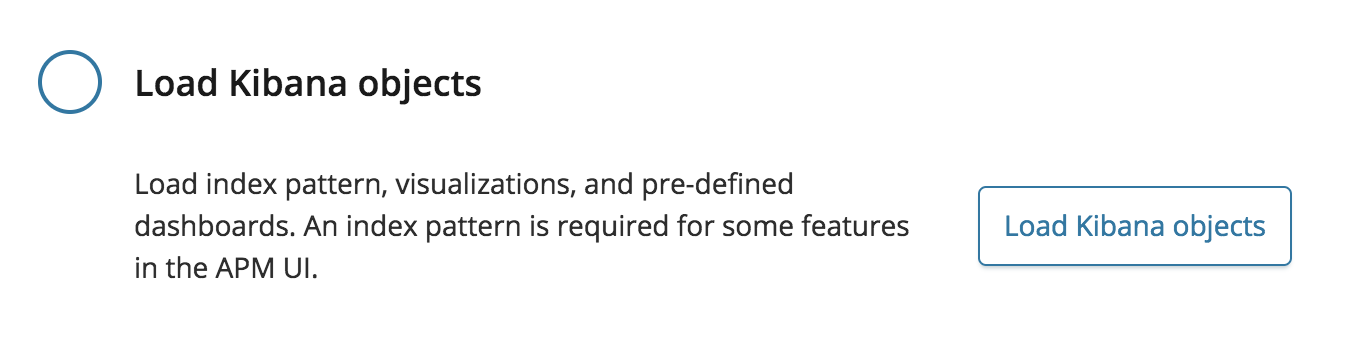 Load Kibana objects
Load index pattern, visualizations, and pre-defined
dashboards. An index pattern is required for some features
in the APM UI.
Load Kibana objects